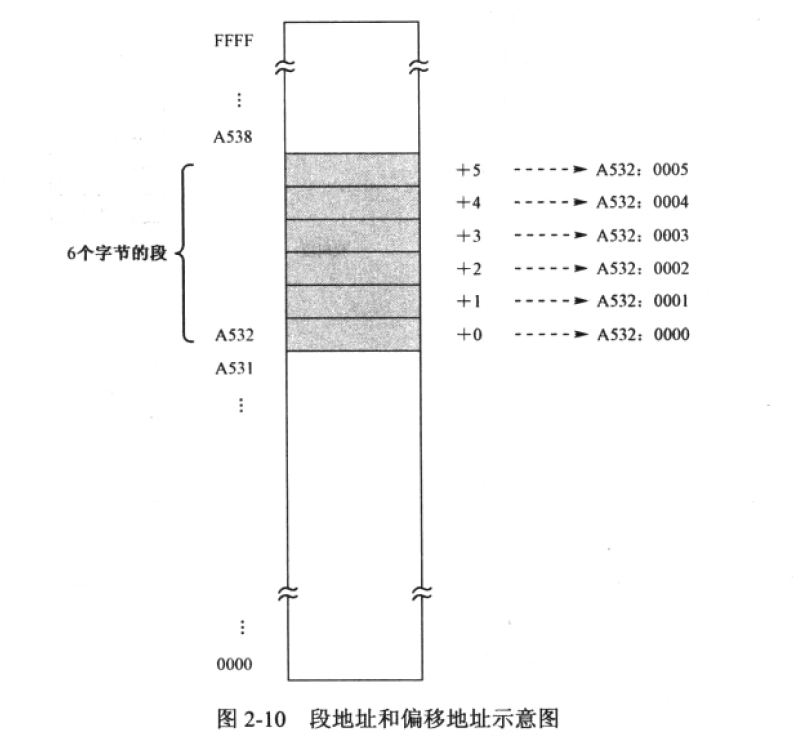 FFFF
⋮
A538
+5 A532：0005
+4 A532：0004
+3 A532：0003
6个字节的段
+2 A532：0002
+1 A532：0001
A532 +0 A532：0000
A531
⋮
⋮
0000
图 2-10 段地址和偏移地址示意图